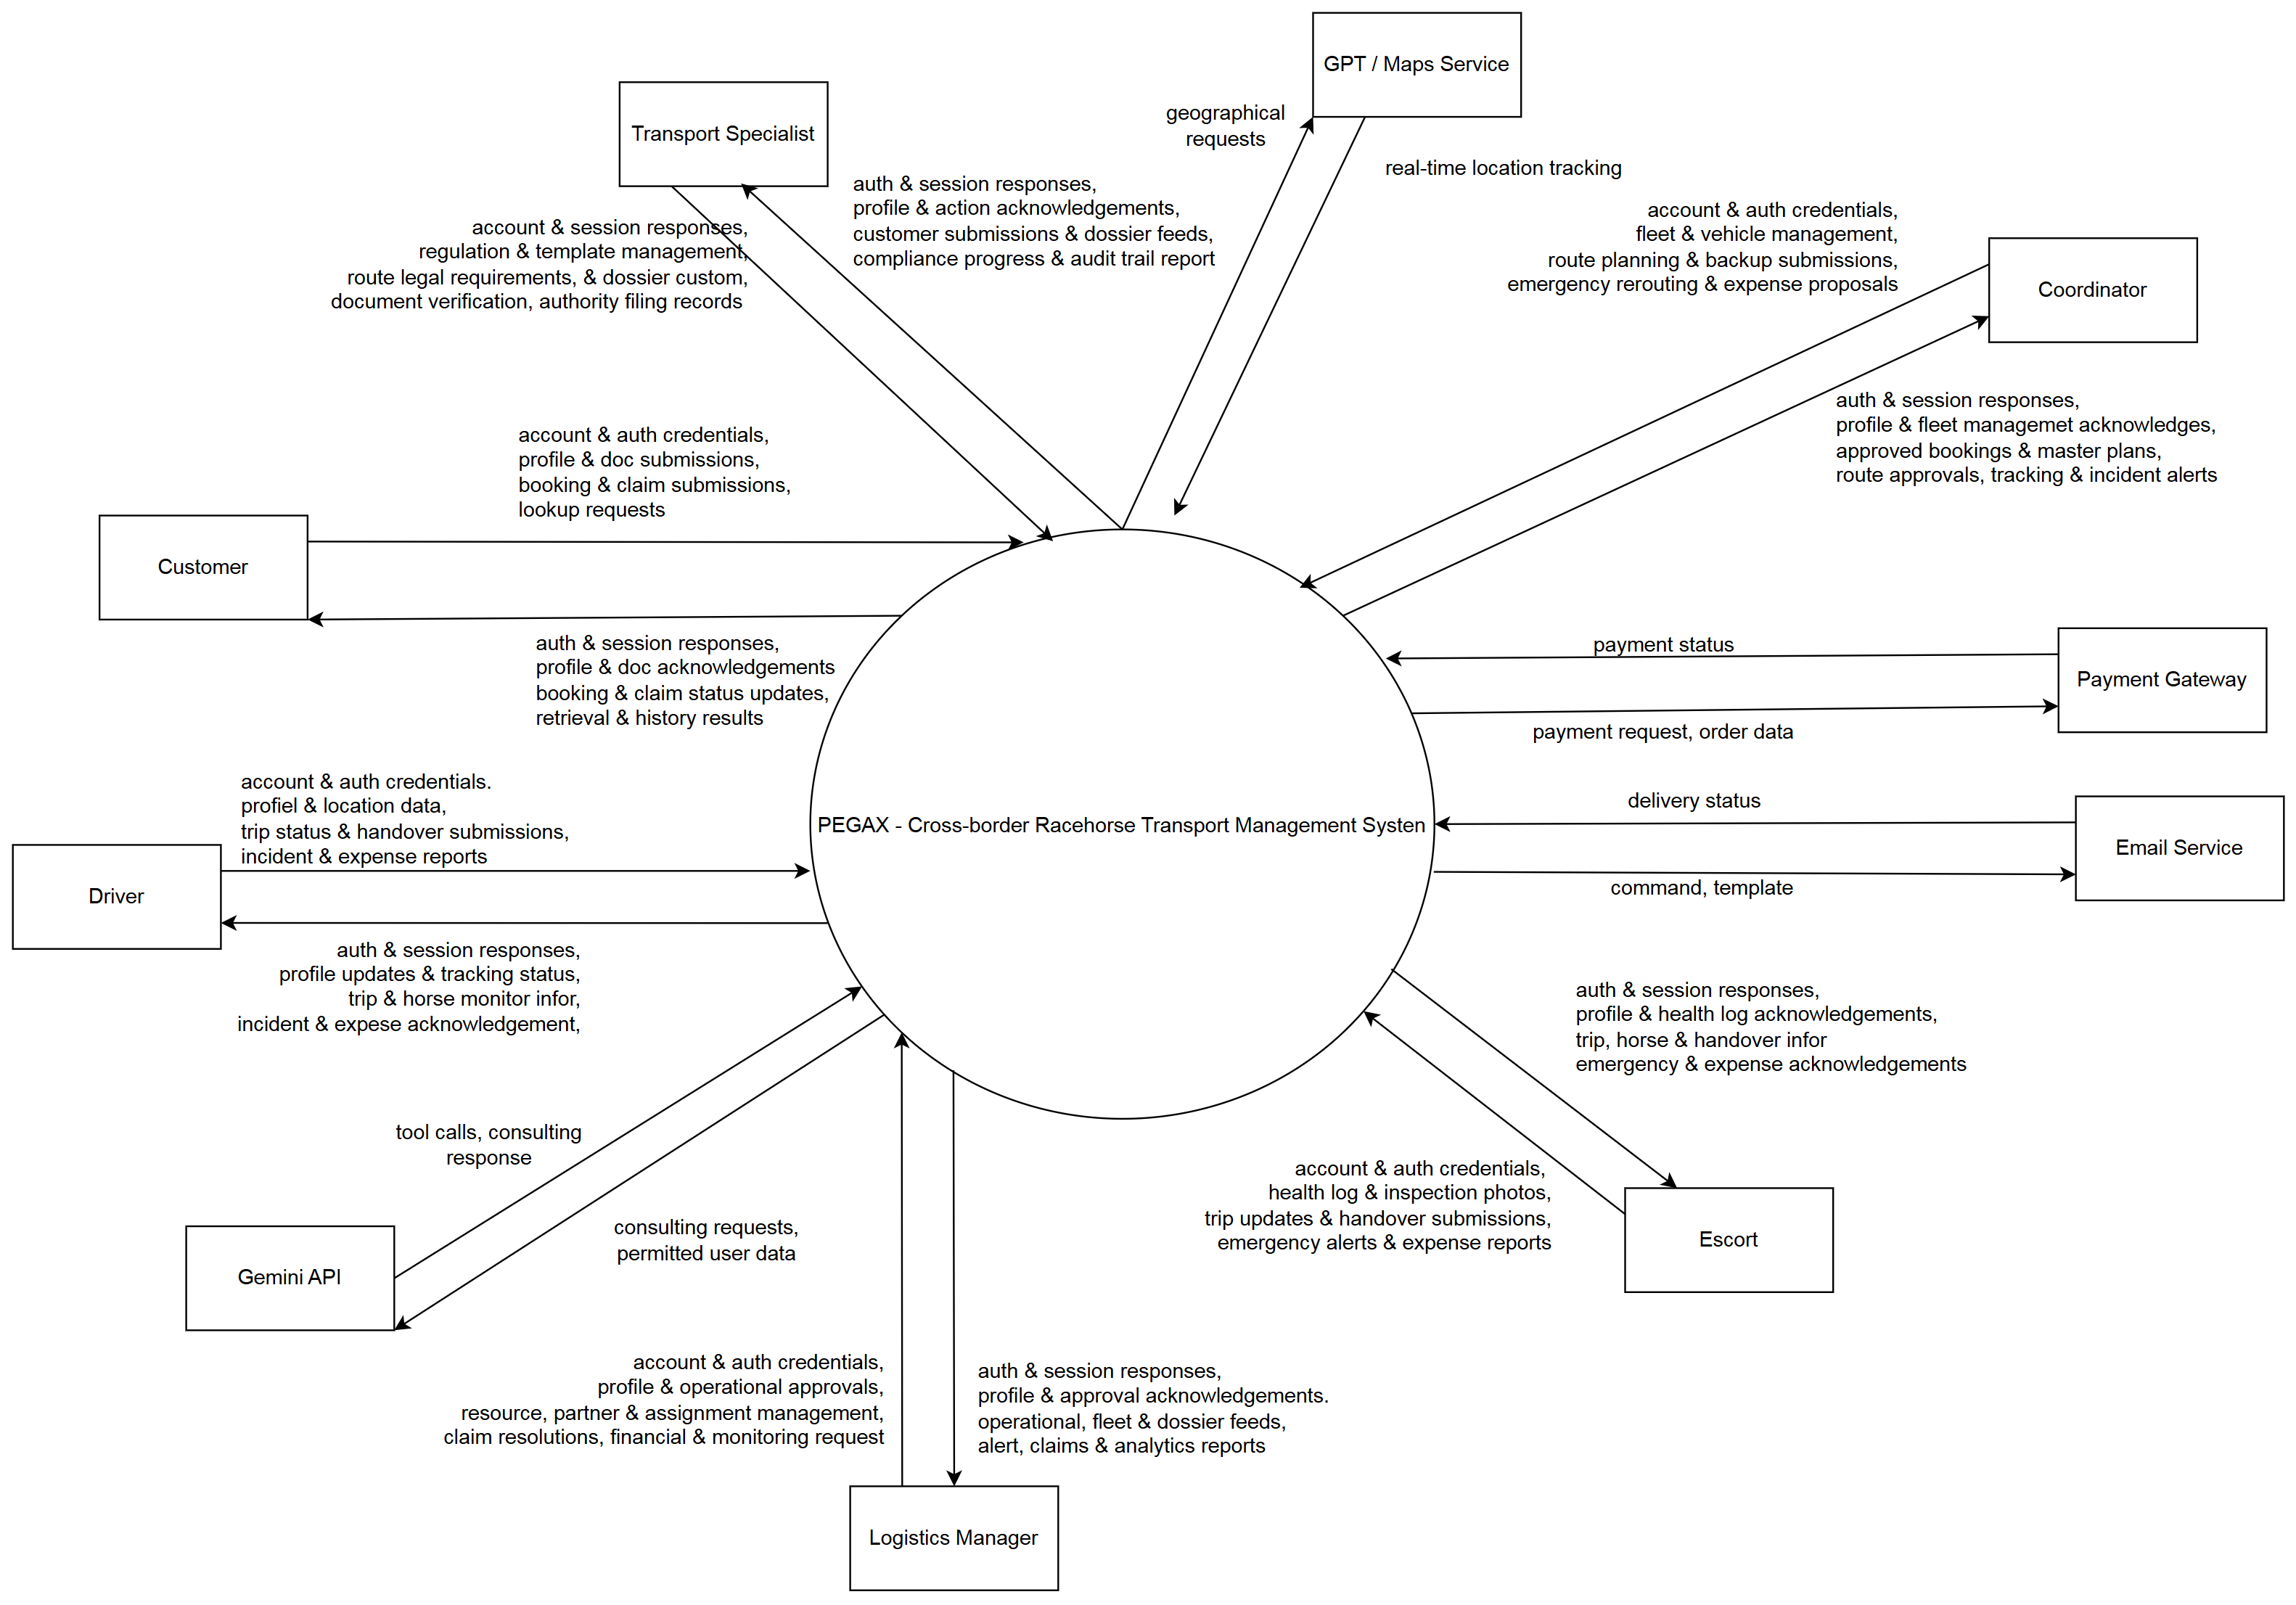 GPT / Maps Service
geographical
requests
real-time location tracking
Transport Specialist
account & session responses,
regulation & template management,
route legal requirements, & dossier custom,
document verification, authority filing records
auth & session responses,
profile & action acknowledgements,
customer submissions & dossier feeds,
compliance progress & audit trail report
account & auth credentials,
fleet & vehicle management,
route planning & backup submissions,
emergency rerouting & expense proposals
Coordinator
auth & session responses,
profile & fleet managemet acknowledges,
approved bookings & master plans,
route approvals, tracking & incident alerts
account & auth credentials,
profile & doc submissions,
booking & claim submissions,
lookup requests
Customer
auth & session responses,
profile & doc acknowledgements
booking & claim status updates,
retrieval & history results
payment status
Payment Gateway
payment request, order data
account & auth credentials.
profiel & location data,
trip status & handover submissions,
incident & expense reports
Driver
auth & session responses,
profile updates & tracking status,
trip & horse monitor infor,
incident & expese acknowledgement,
PEGAX - Cross-border Racehorse Transport Management Systen
delivery status
Email Service
command, template
auth & session responses,
profile & health log acknowledgements,
trip, horse & handover infor
emergency & expense acknowledgements
account & auth credentials,
health log & inspection photos,
trip updates & handover submissions,
emergency alerts & expense reports
Escort
tool calls, consulting
response
consulting requests,
permitted user data
Gemini API
account & auth credentials,
profile & operational approvals,
resource, partner & assignment management,
claim resolutions, financial & monitoring request
auth & session responses,
profile & approval acknowledgements.
operational, fleet & dossier feeds,
alert, claims & analytics reports
Logistics Manager